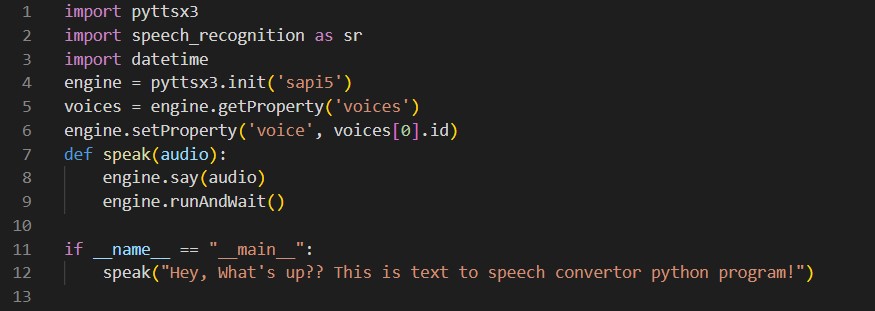 1 import pyttsx3
2 import speech_recognition as sr
3 import datetime
4 engine = pyttsx3.init('sapi5')
5 voices = engine.getProperty('voices')
6 engine.setProperty('voice', voices[0].id)
7 def speak(audio):
8     engine.say(audio)
9     engine.runAndWait()
10
11 if __name__ == "__main__":
12     speak("Hey, What's up?? This is text to speech convertor python program!")
13